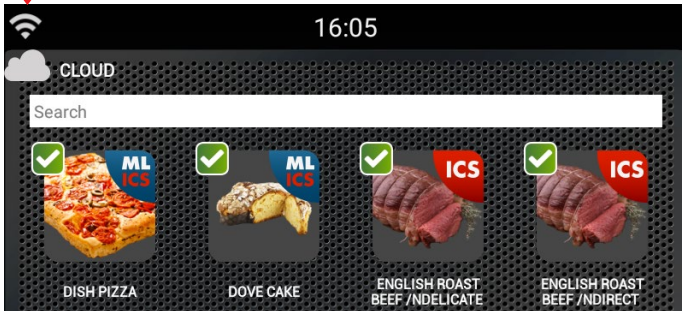 16:05
CLOUD
Search
ML
ICS
ML
ICS
ICS
ICS
DISH PIZZA
DOVE CAKE
ENGLISH ROAST
BEEF /NDELICATE
ENGLISH ROAST
BEEF /NDIRECT